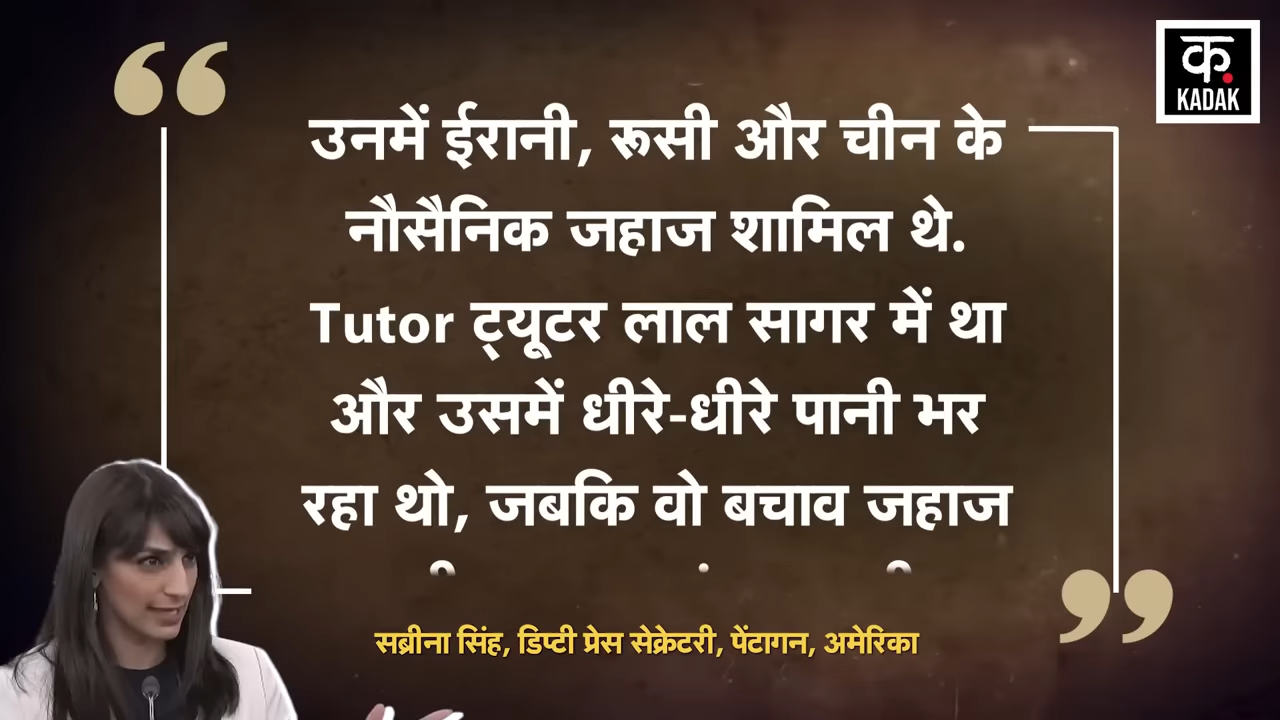 क
KADAK
उनमें ईरानी, रूसी और चीन के
नौसैनिक जहाज शामिल थे.
Tutor ट्यूटर लाल सागर में था
और उसमें धीरे-धीरे पानी भर
रहा थो, जबकि वो बचाव जहाज
सब्रीना सिंह, डिप्टी प्रेस सेक्रेटरी, पेंटागन, अमेरिका